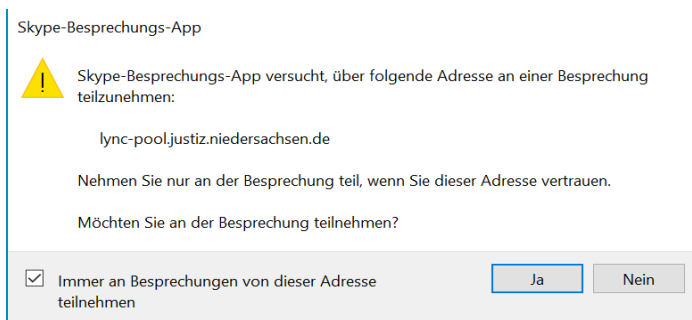 Skype-Besprechungs-App
Skype-Besprechungs-App versucht, über folgende Adresse an einer Besprechung
teilzunehmen:
lync-pool.justiz.niedersachsen.de
Nehmen Sie nur an der Besprechung teil, wenn Sie dieser Adresse vertrauen.
Möchten Sie an der Besprechung teilnehmen?
Immer an Besprechungen von dieser Adresse
teilnehmen
Ja
Nein